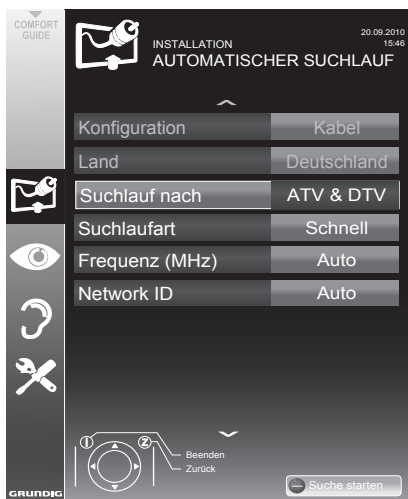 COMFORT
GUIDE
20.09.2010
15:46
INSTALLATION
AUTOMATISCHER SUCHLAUF
Konfiguration Kabel
Land Deutschland
Suchlauf nach ATV & DTV
Suchlaufart Schnell
Frequenz (MHz) Auto
Network ID Auto
Z
Beenden
Zurück
GRUNDIG
Suche starten